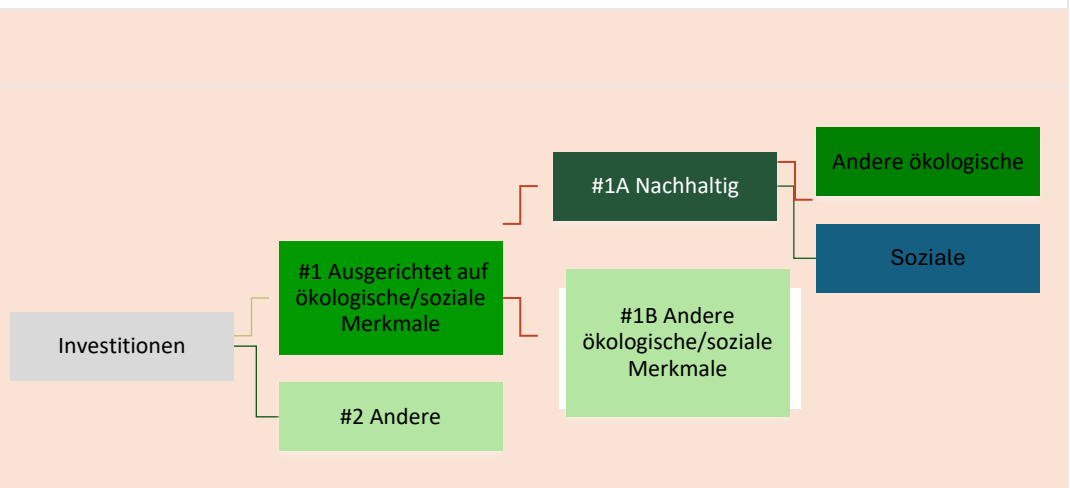 Investitionen
#1 Ausgerichtet auf
ökologische/soziale
Merkmale
#2 Andere
#1A Nachhaltig
#1B Andere
ökologische/soziale
Merkmale
Andere ökologische
Soziale